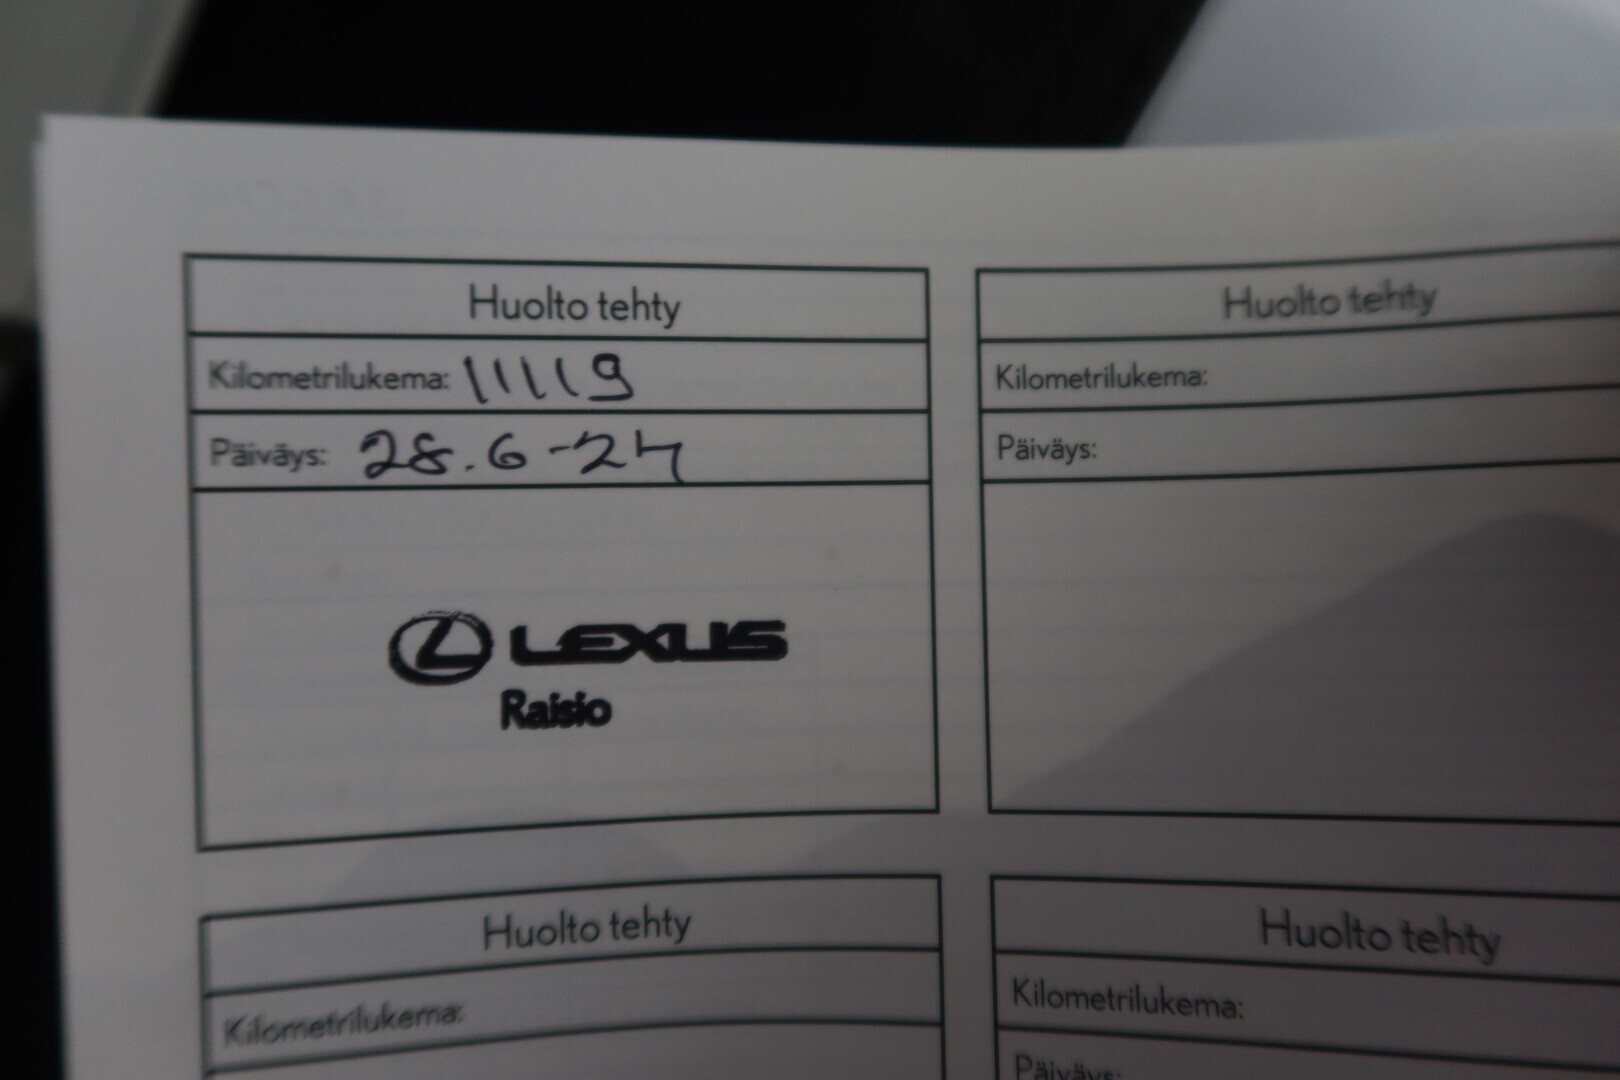 Huolto tehty
Kilometrilukema: 11119
Päiväys: 28.6-24
LEXUS
Raisio
Huolto tehty
Kilometrilukema:
Päiväys:
Huolto tehty
Kilometrilukema:
Huolto tehty
Kilometrilukema:
Päiväys: